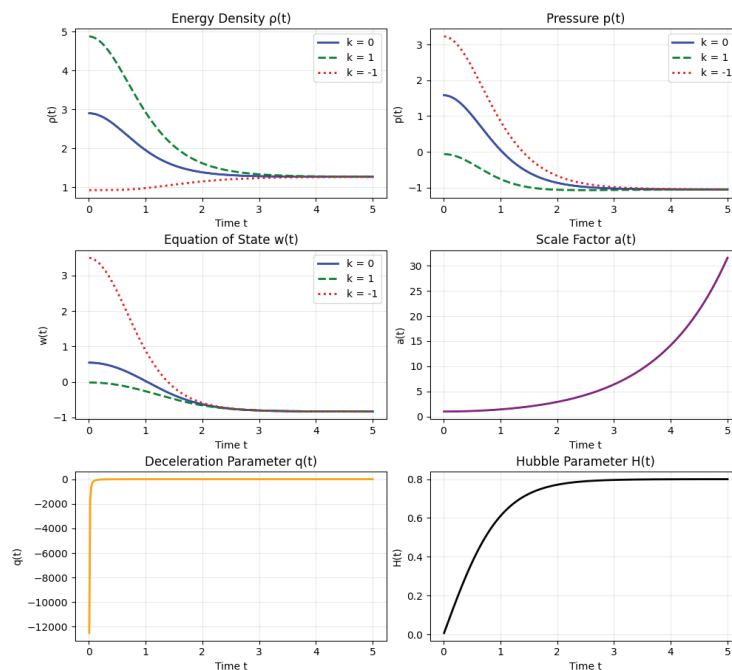 Energy Density ρ(t)
5
4
3
2
1
ρ(t)
k = 0
k = 1
k = -1
0 1 2 3 4 5
Time t
Pressure p(t)
3
2
1
0
−1
p(t)
k = 0
k = 1
k = -1
0 1 2 3 4 5
Time t
Equation of State w(t)
3
2
1
0
−1
w(t)
k = 0
k = 1
k = -1
0 1 2 3 4 5
Time t
Scale Factor a(t)
30
25
20
15
10
5
0
a(t)
0 1 2 3 4 5
Time t
Deceleration Parameter q(t)
0
−2000
−4000
−6000
−8000
−10000
−12000
q(t)
0 1 2 3 4 5
Time t
Hubble Parameter H(t)
0.8
0.6
0.4
0.2
0.0
H(t)
0 1 2 3 4 5
Time t